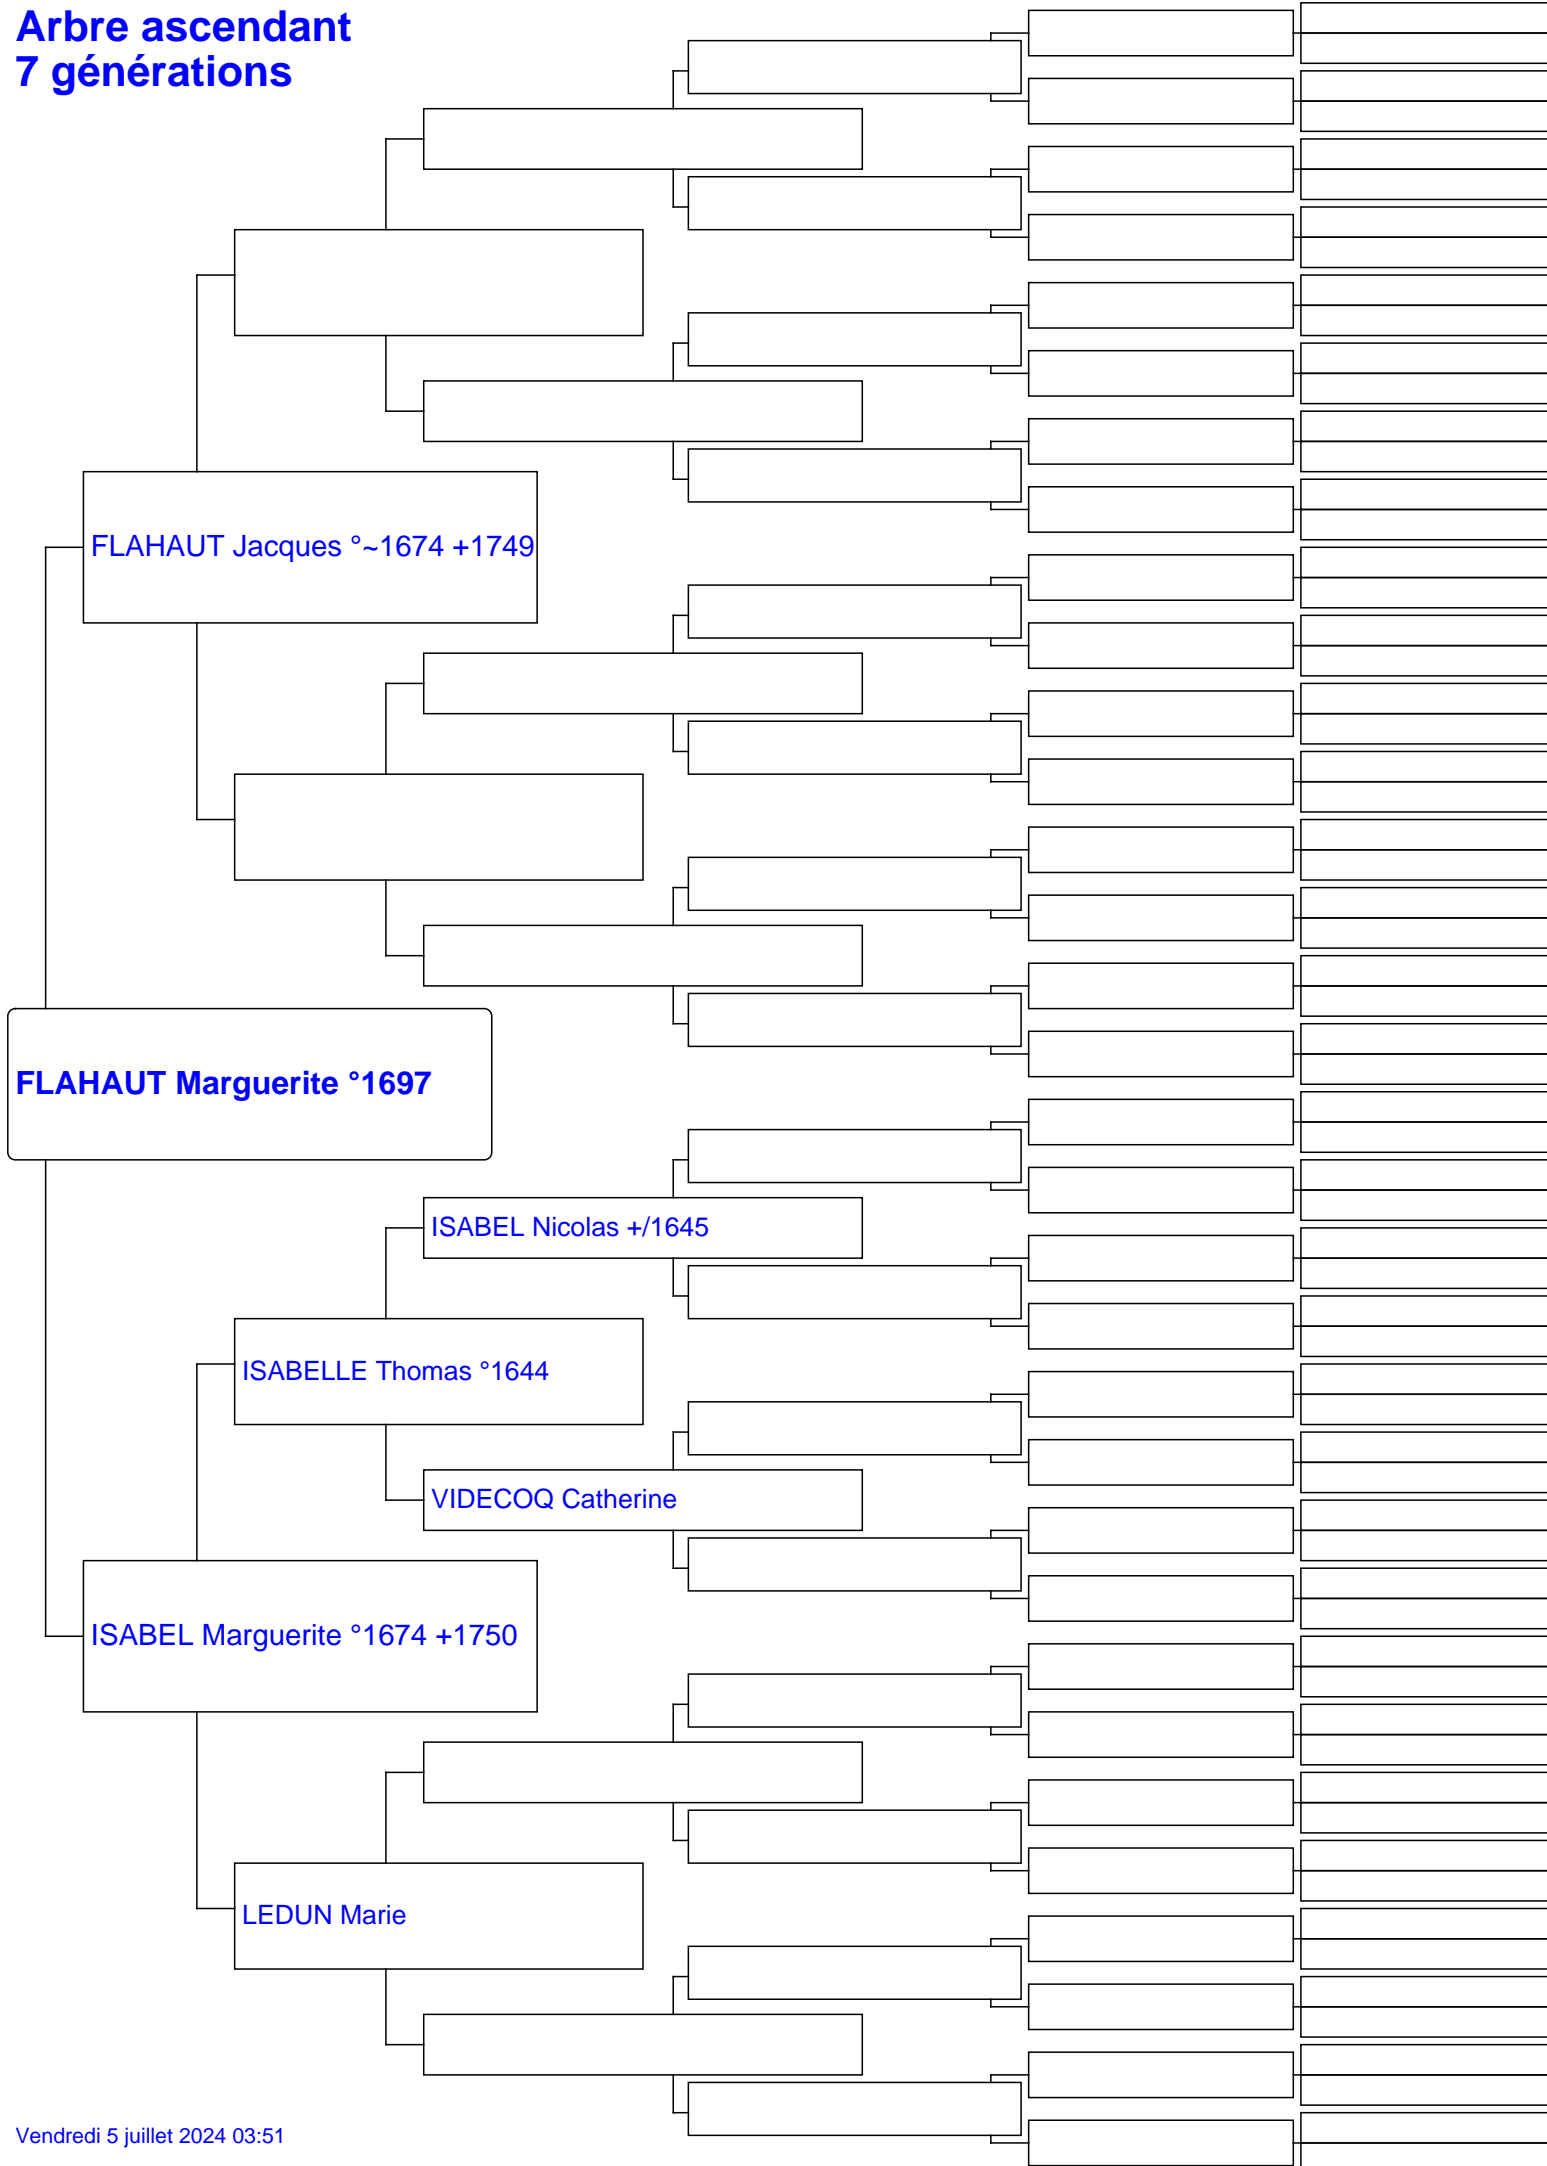 Arbre ascendant
7 générations
FLAHAUT Jacques °~1674 +1749
FLAHAUT Marguerite °1697
ISABEL Nicolas +/1645
ISABELLE Thomas °1644
VIDECOQ Catherine
ISABEL Marguerite °1674 +1750
LEDUN Marie
Vendredi 5 juillet 2024 03:51